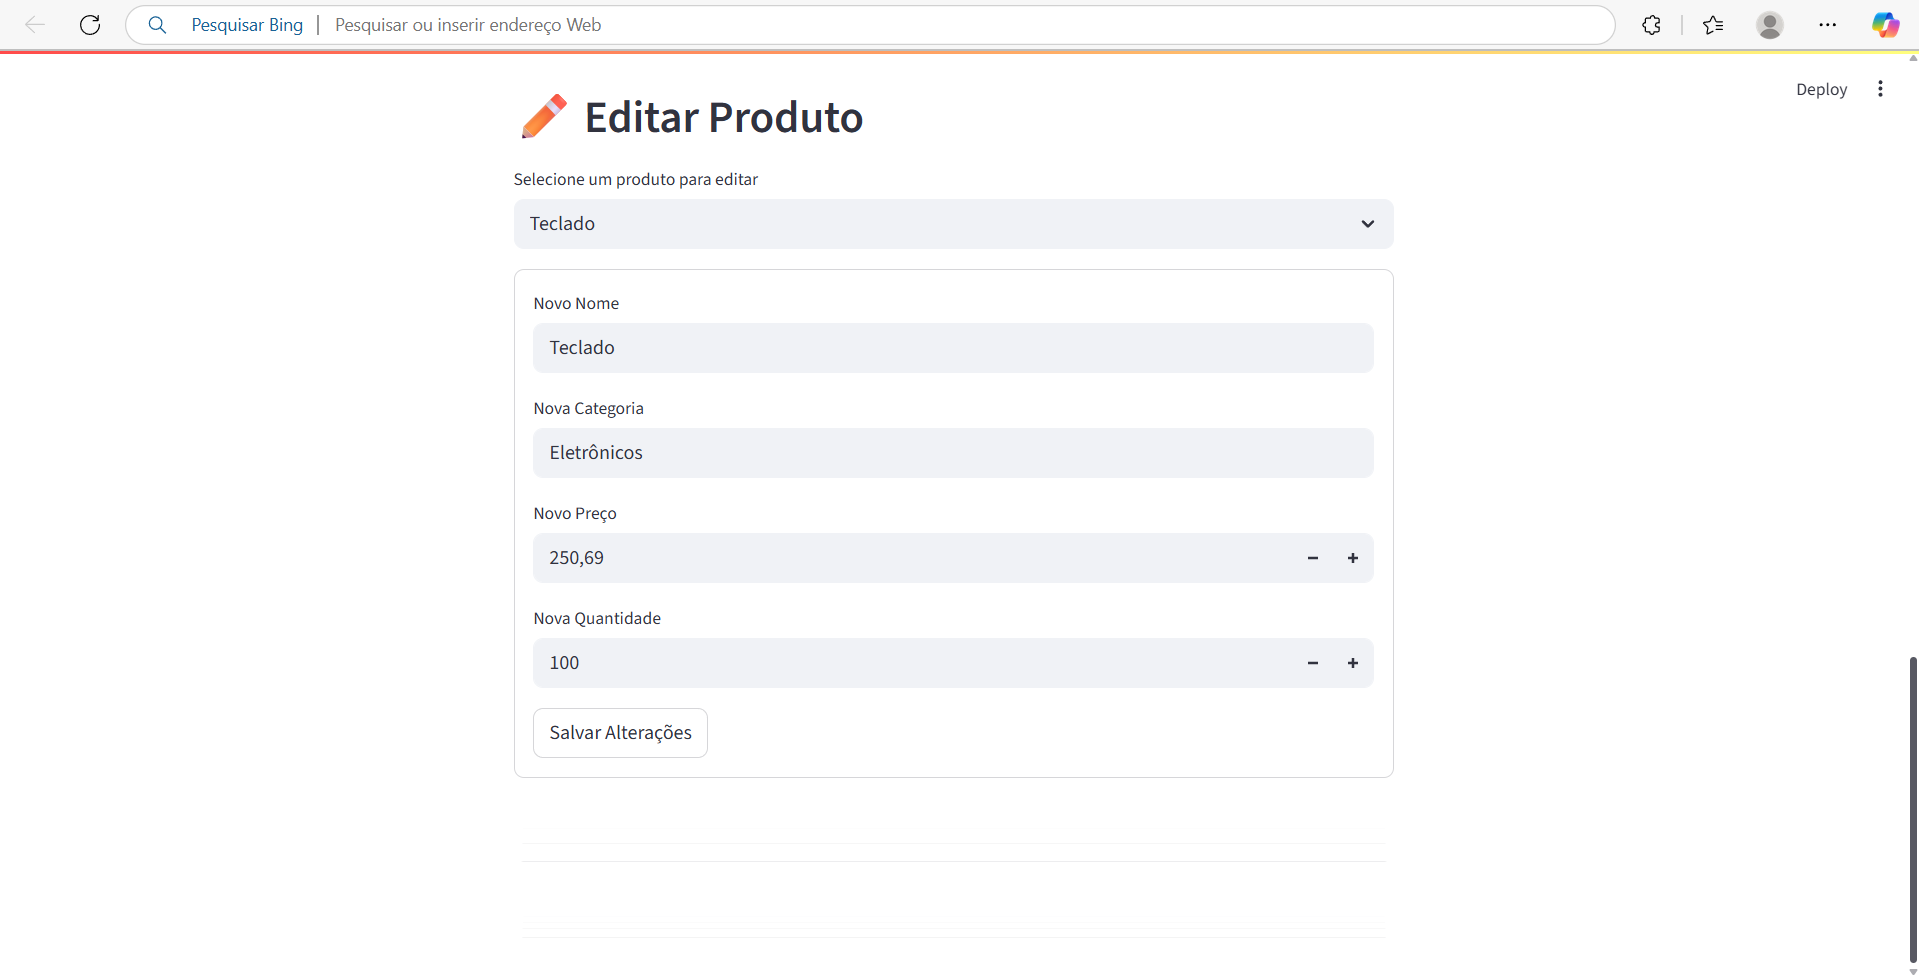 Pesquisar Bing | Pesquisar ou inserir endereço Web
Deploy
Editar Produto
Selecione um produto para editar
Teclado
Novo Nome
Teclado
Nova Categoria
Eletrônicos
Novo Preço
250,69
Nova Quantidade
100
Salvar Alterações